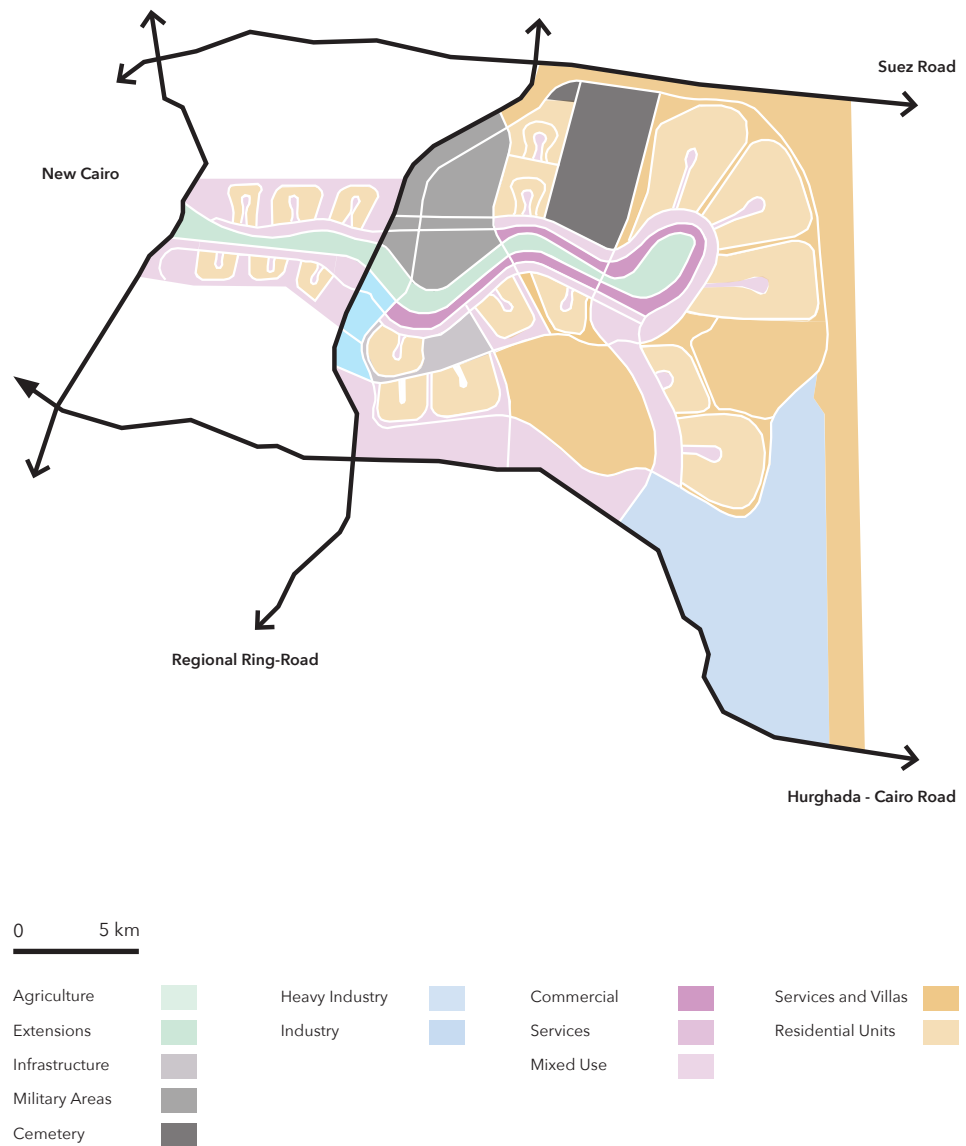 Suez Road
New Cairo
Regional Ring-Road
Hurghada - Cairo Road
0 5 km
Agriculture
Extensions
Infrastructure
Military Areas
Cemetery
Heavy Industry
Industry
Commercial
Services
Mixed Use
Services and Villas
Residential Units